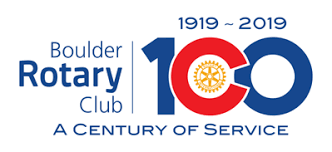 1919 ~ 2019
Boulder
Rotary
Club
100
A CENTURY OF SERVICE